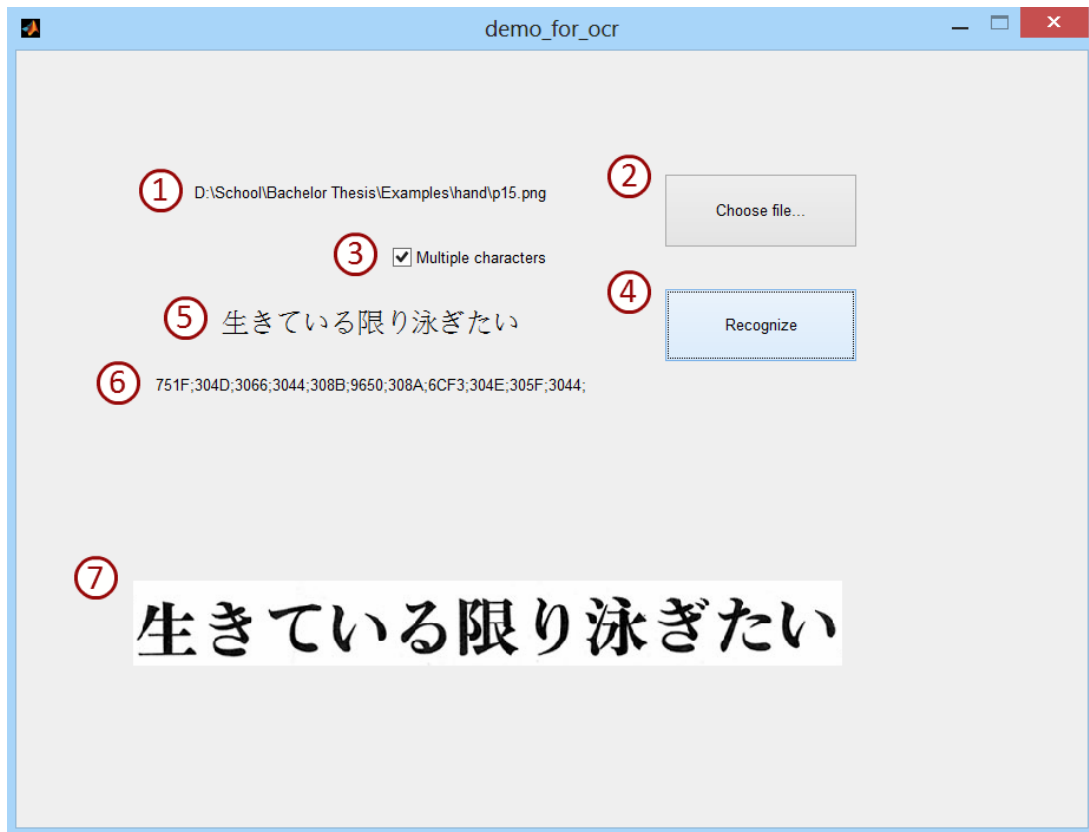 demo_for_ocr
① D:\School\Bachelor Thesis\Examples\hand\p15.png
② Choose file...
③ Multiple characters
④ Recognize
⑤ 生きている限り泳ぎたい
⑥ 751F;304D;3066;3044;308B;9650;308A;6CF3;304E;305F;3044;
⑦ 生きている限り泳ぎたい